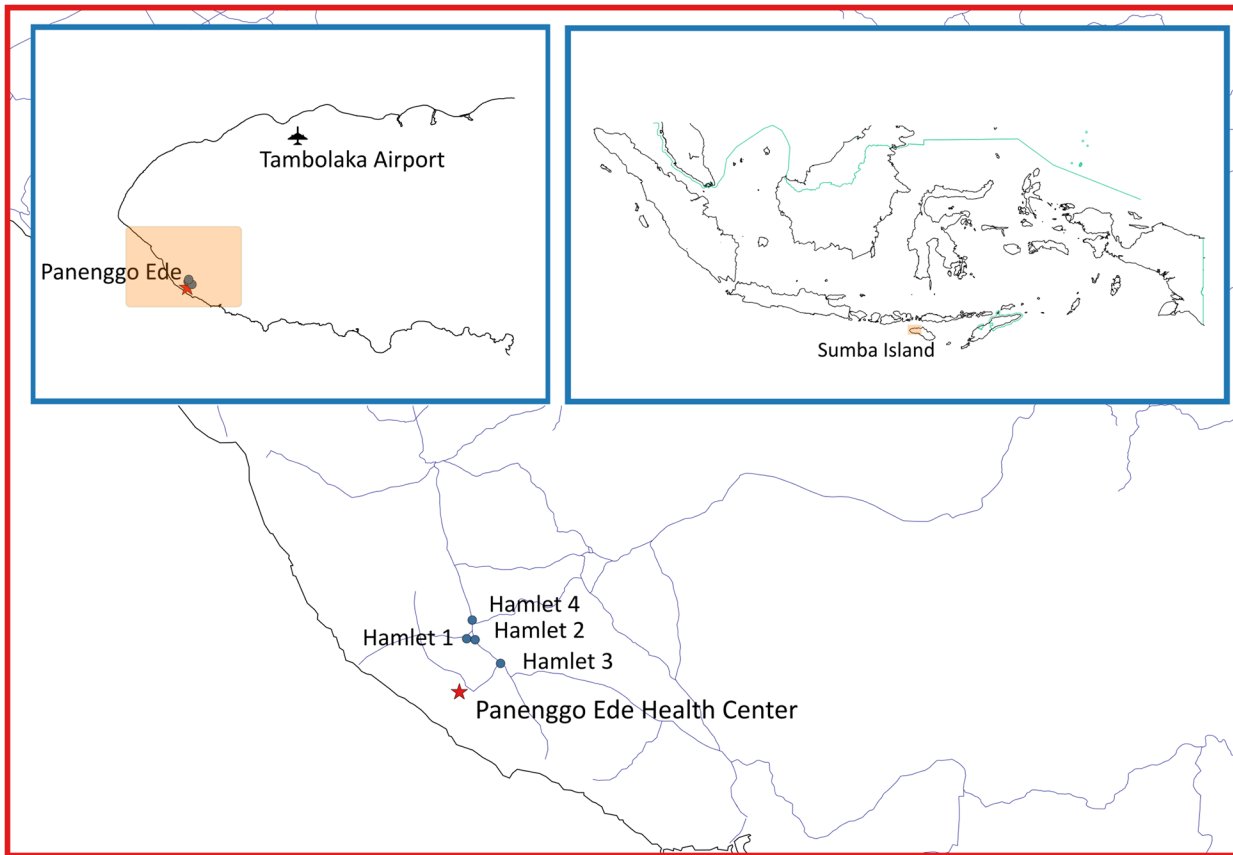 Tambolaka Airport
Panenggo Ede
Sumba Island
Hamlet 4
Hamlet 1
Hamlet 2
Hamlet 3
Panenggo Ede Health Center